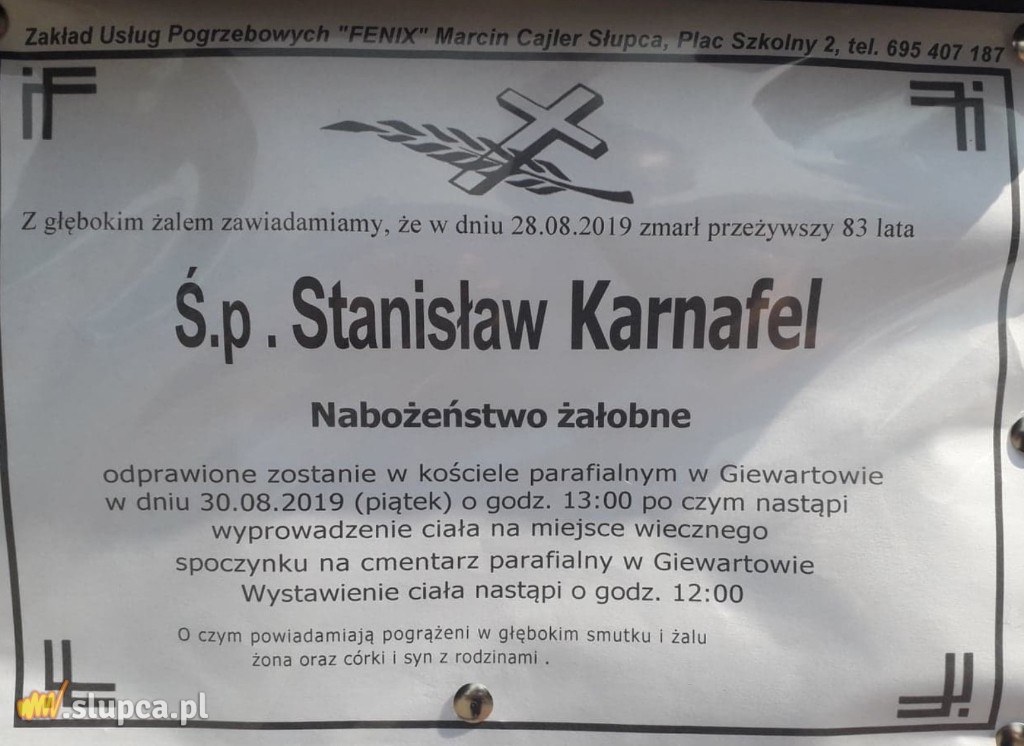 Zakład Usług Pogrzebowych "FENIX" Marcin Cajler Słupca, Plac Szkolny 2, tel. 695 407 187
Z głębokim żalem zawiadamiamy, że w dniu 28.08.2019 zmarł przeżywszy 83 lata
Ś.p . Stanisław Karnafel
Nabożeństwo żałobne
odprawione zostanie w kościele parafialnym w Giewartowie
w dniu 30.08.2019 (piątek) o godz. 13:00 po czym nastąpi
wyprowadzenie ciała na miejsce wiecznego
spoczynku na cmentarz parafialny w Giewartowie
Wystawienie ciała nastąpi o godz. 12:00
O czym powiadamiają pogrążeni w głębokim smutku i żalu
żona oraz córki i syn z rodzinami .
.slupca.pl